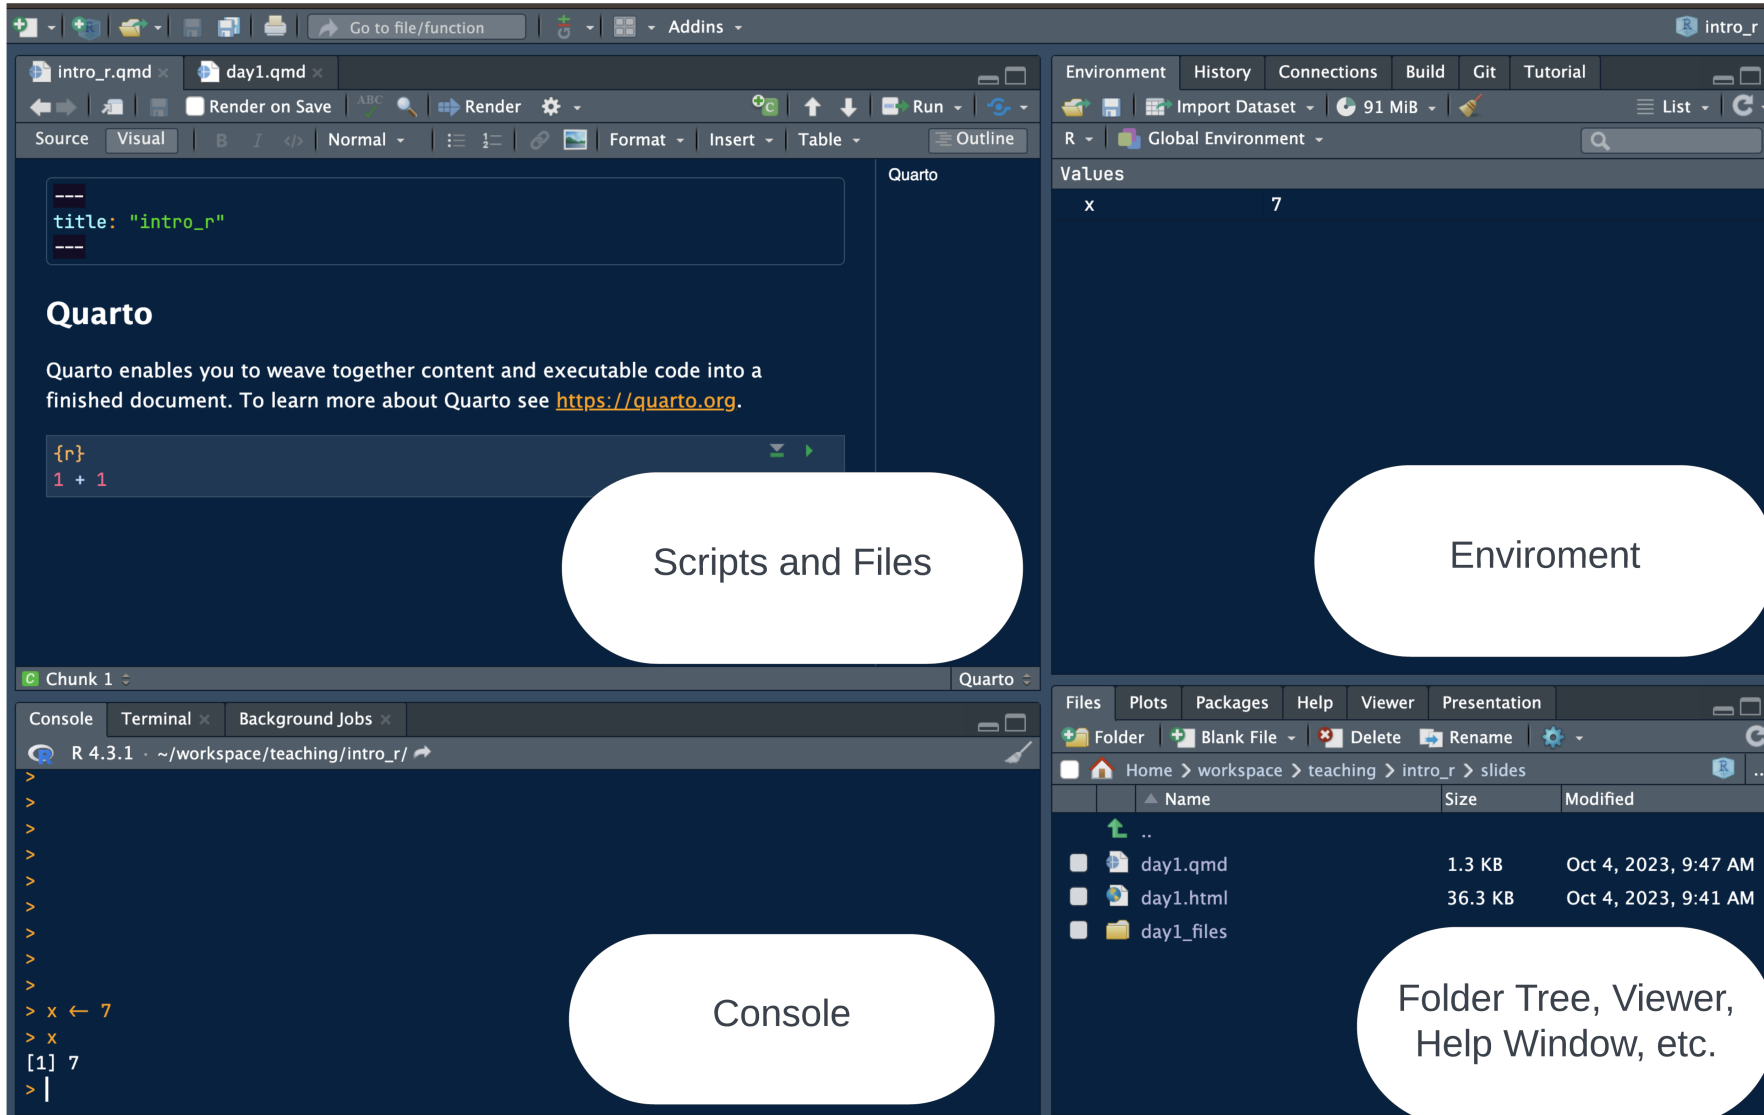 Go to file/function Addins intro_r
intro_r.qmd day1.qmd
Render on Save ABC Render Run
Source Visual B I </> Normal Format Insert Table Outline
---
title: "intro_r"
---
Quarto
Quarto
Quarto enables you to weave together content and executable code into a
finished document. To learn more about Quarto see https://quarto.org.
{r}
1 + 1
Scripts and Files
C Chunk 1 Quarto
Environment History Connections Build Git Tutorial
Import Dataset 91 MiB List
R Global Environment
Values
x 7
Enviroment
Console Terminal Background Jobs
R 4.3.1 · ~/workspace/teaching/intro_r/
>
>
>
>
>
>
>
>
>
> x ← 7
> x
[1] 7
>
Console
Files Plots Packages Help Viewer Presentation
Folder Blank File Delete Rename
Home workspace teaching intro_r slides ..
Name Size Modified
..
day1.qmd 1.3 KB Oct 4, 2023, 9:47 AM
day1.html 36.3 KB Oct 4, 2023, 9:41 AM
day1_files
Folder Tree, Viewer,
Help Window, etc.